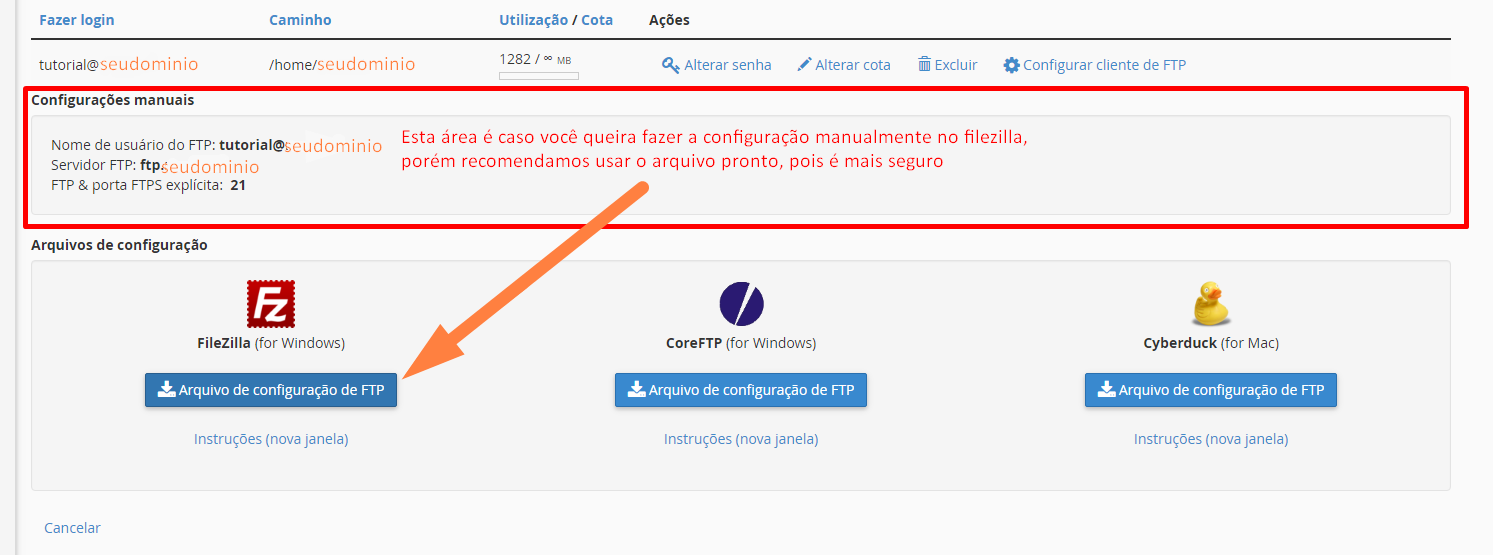 Fazer login Caminho Utilização / Cota Ações
tutorial@seudominio /home/seudominio 1282 / ∞ MB Alterar senha Alterar cota Excluir Configurar cliente de FTP
Configurações manuais
Nome de usuário do FTP: tutorial@seudominio
Servidor FTP: ftp.seudominio
FTP & porta FTPS explícita: 21
Esta área é caso você queira fazer a configuração manualmente no filezilla,
porém recomendamos usar o arquivo pronto, pois é mais seguro
Arquivos de configuração
Fz
FileZilla (for Windows) CoreFTP (for Windows) Cyberduck (for Mac)
Arquivo de configuração de FTP Arquivo de configuração de FTP Arquivo de configuração de FTP
Instruções (nova janela) Instruções (nova janela) Instruções (nova janela)
Cancelar